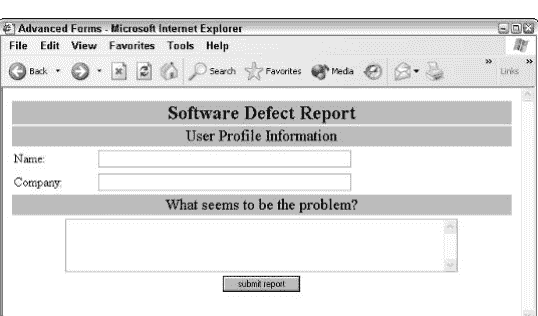 Advanced Forms - Microsoft Internet Explorer
File Edit View Favorites Tools Help
Back Search Favorites Media Links
Software Defect Report
User Profile Information
Name:
Company:
What seems to be the problem?
submit report